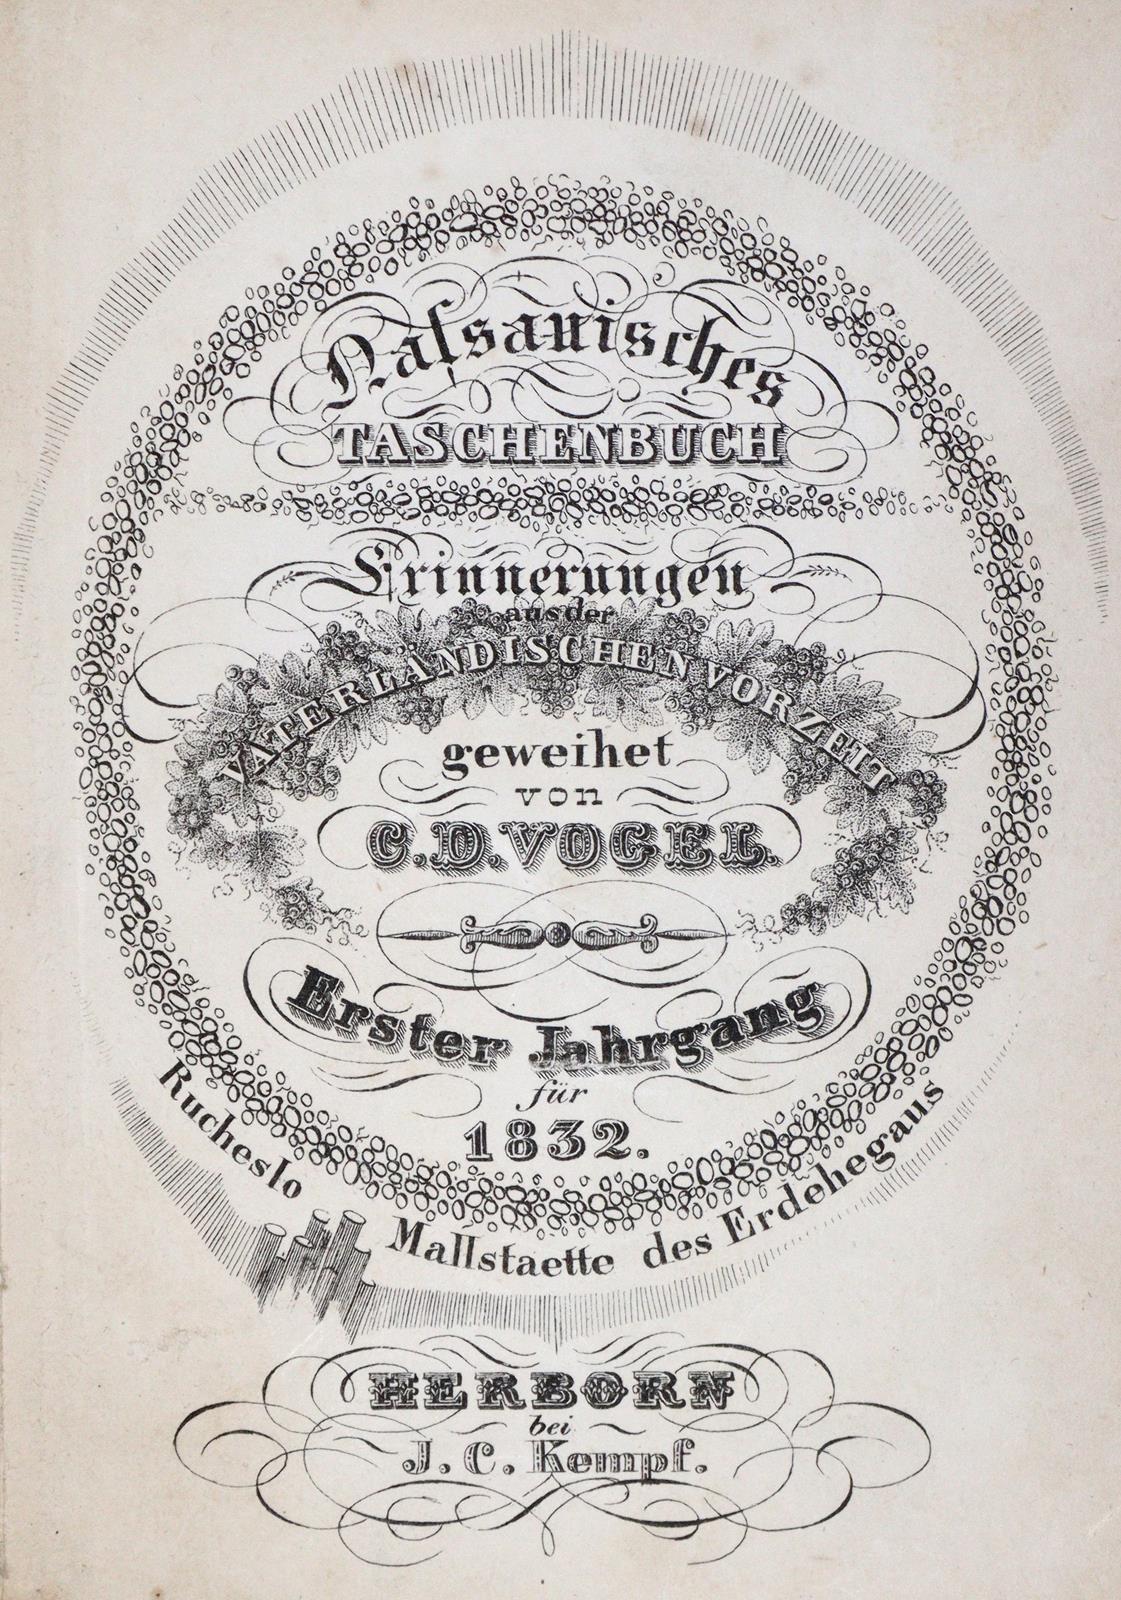 Naſsauisches
TASCHENBUCH
Erinnerungen
aus der
VATERLÄNDISCHEN VORZEIT
geweihet
von
C. D. VOGEL.
Erster Jahrgang
für
1832.
Rucheslo Mallstaette des Erdehegaus
HERBORN
bei
J. C. Kempf.